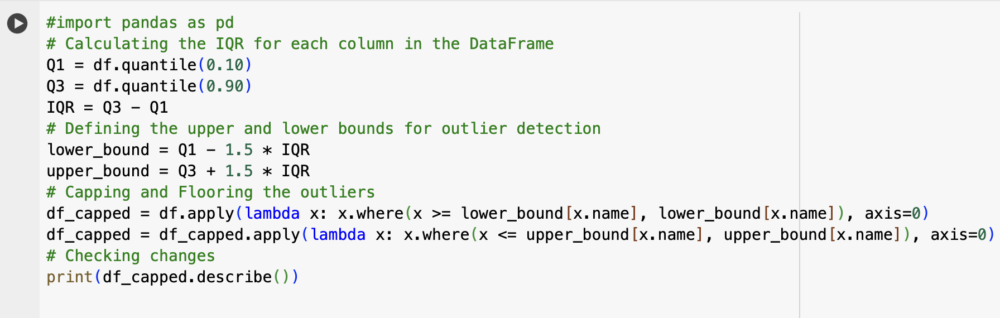 #import pandas as pd
# Calculating the IQR for each column in the DataFrame
Q1 = df.quantile(0.10)
Q3 = df.quantile(0.90)
IQR = Q3 - Q1
# Defining the upper and lower bounds for outlier detection
lower_bound = Q1 - 1.5 * IQR
upper_bound = Q3 + 1.5 * IQR
# Capping and Flooring the outliers
df_capped = df.apply(lambda x: x.where(x >= lower_bound[x.name], lower_bound[x.name]), axis=0)
df_capped = df_capped.apply(lambda x: x.where(x <= upper_bound[x.name], upper_bound[x.name]), axis=0)
# Checking changes
print(df_capped.describe())